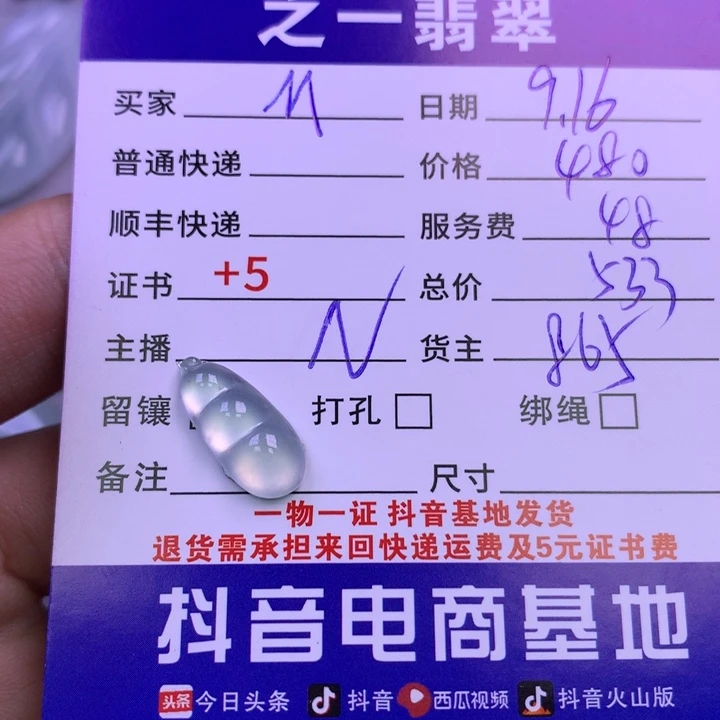 之一翡翠
买家 M 日期 9.16
普通快递 价格 480
顺丰快递 服务费 48
证书 +5 总价 533
主播 N 货主 865
留镶 打孔 绑绳
备注 尺寸
一物一证 抖音基地发货
退货需承担来回快递运费及5元证书费
抖音电商基地
头条 今日头条 抖音 西瓜视频 抖音火山版